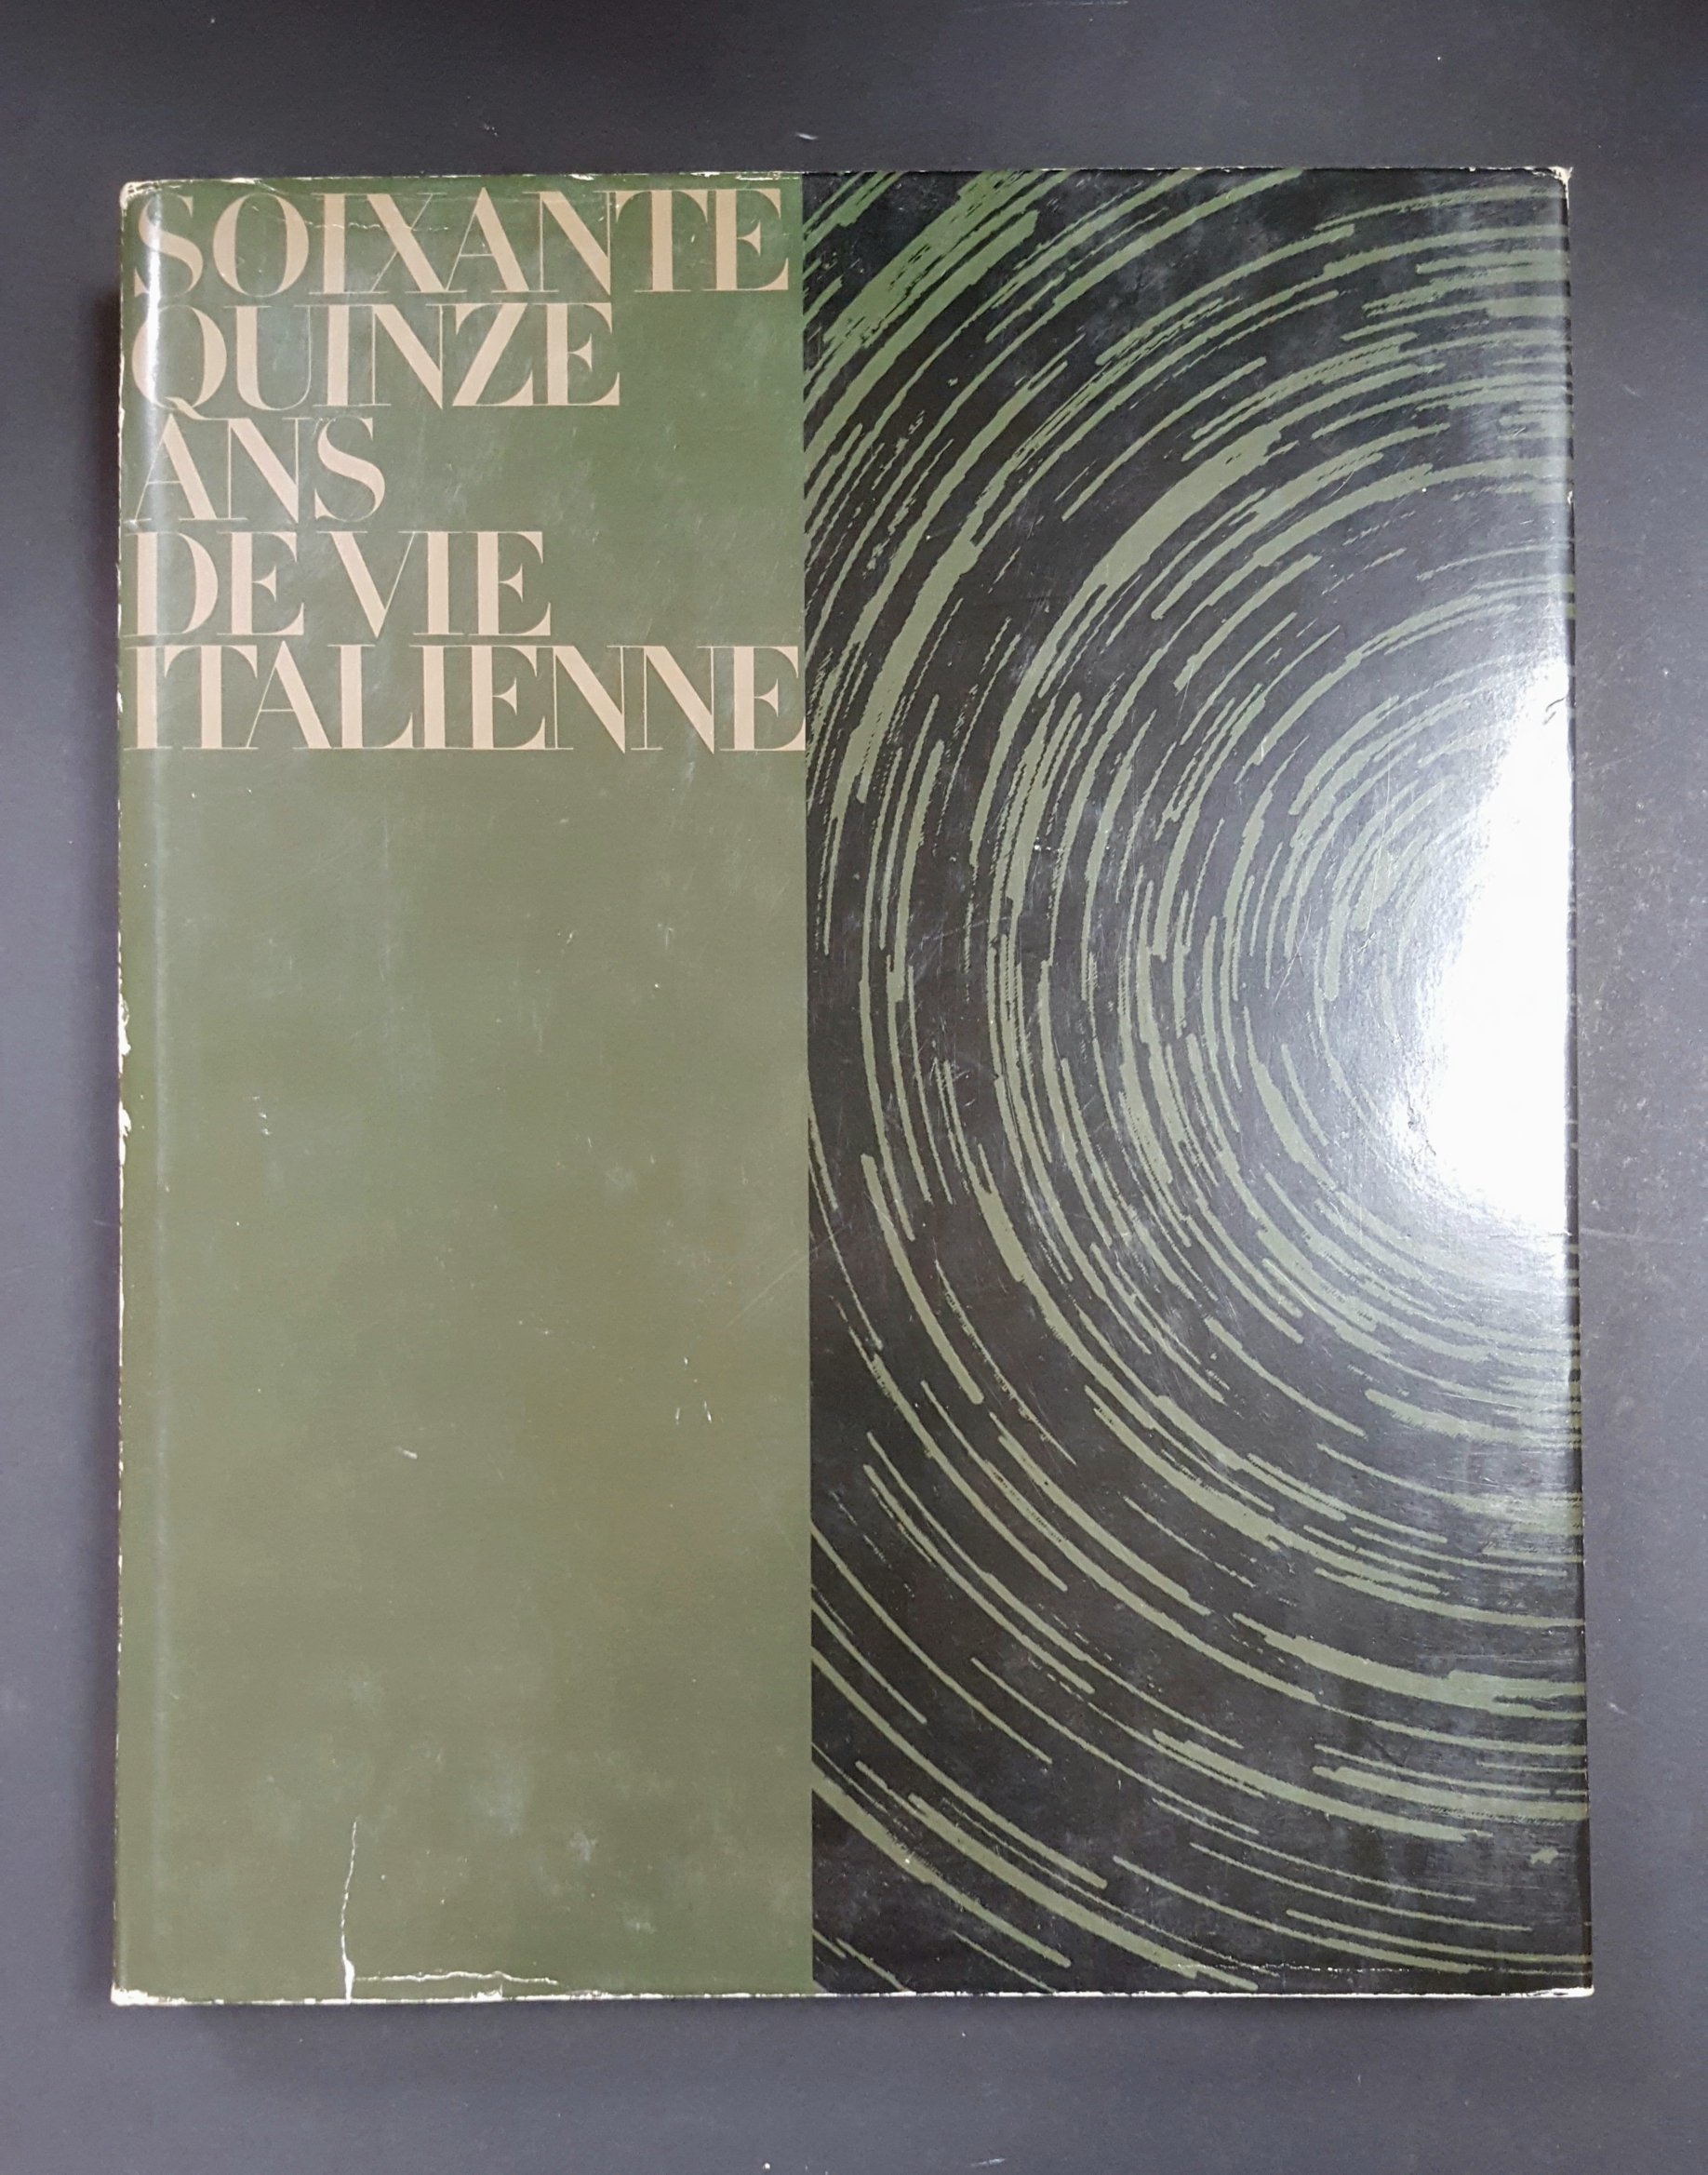 SOIXANTE
QUINZE
ANS
DE VIE
ITALIENNE